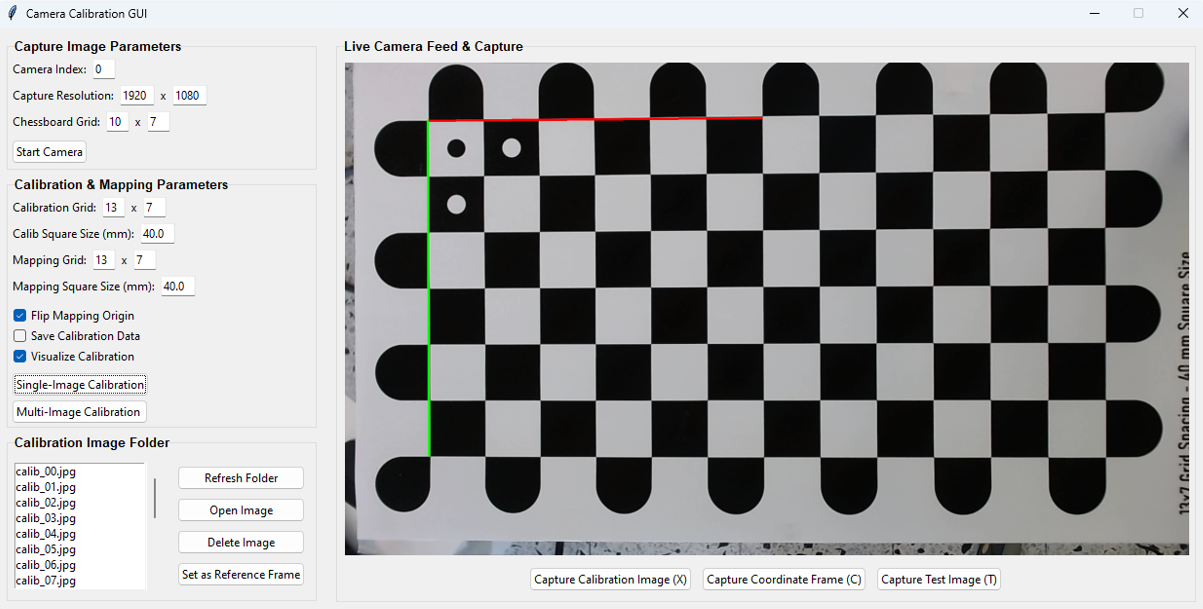 Camera Calibration GUI
Capture Image Parameters
Camera Index: 0
Capture Resolution: 1920 x 1080
Chessboard Grid: 10 x 7
Start Camera
Calibration & Mapping Parameters
Calibration Grid: 13 x 7
Calib Square Size (mm): 40.0
Mapping Grid: 13 x 7
Mapping Square Size (mm): 40.0
Flip Mapping Origin
Save Calibration Data
Visualize Calibration
Single-Image Calibration
Multi-Image Calibration
Calibration Image Folder
calib_00.jpg
calib_01.jpg
calib_02.jpg
calib_03.jpg
calib_04.jpg
calib_05.jpg
calib_06.jpg
calib_07.jpg
Refresh Folder
Open Image
Delete Image
Set as Reference Frame
Live Camera Feed & Capture
13x7 Grid Spacing - 40 mm Square Size
Capture Calibration Image (X)
Capture Coordinate Frame (C)
Capture Test Image (T)